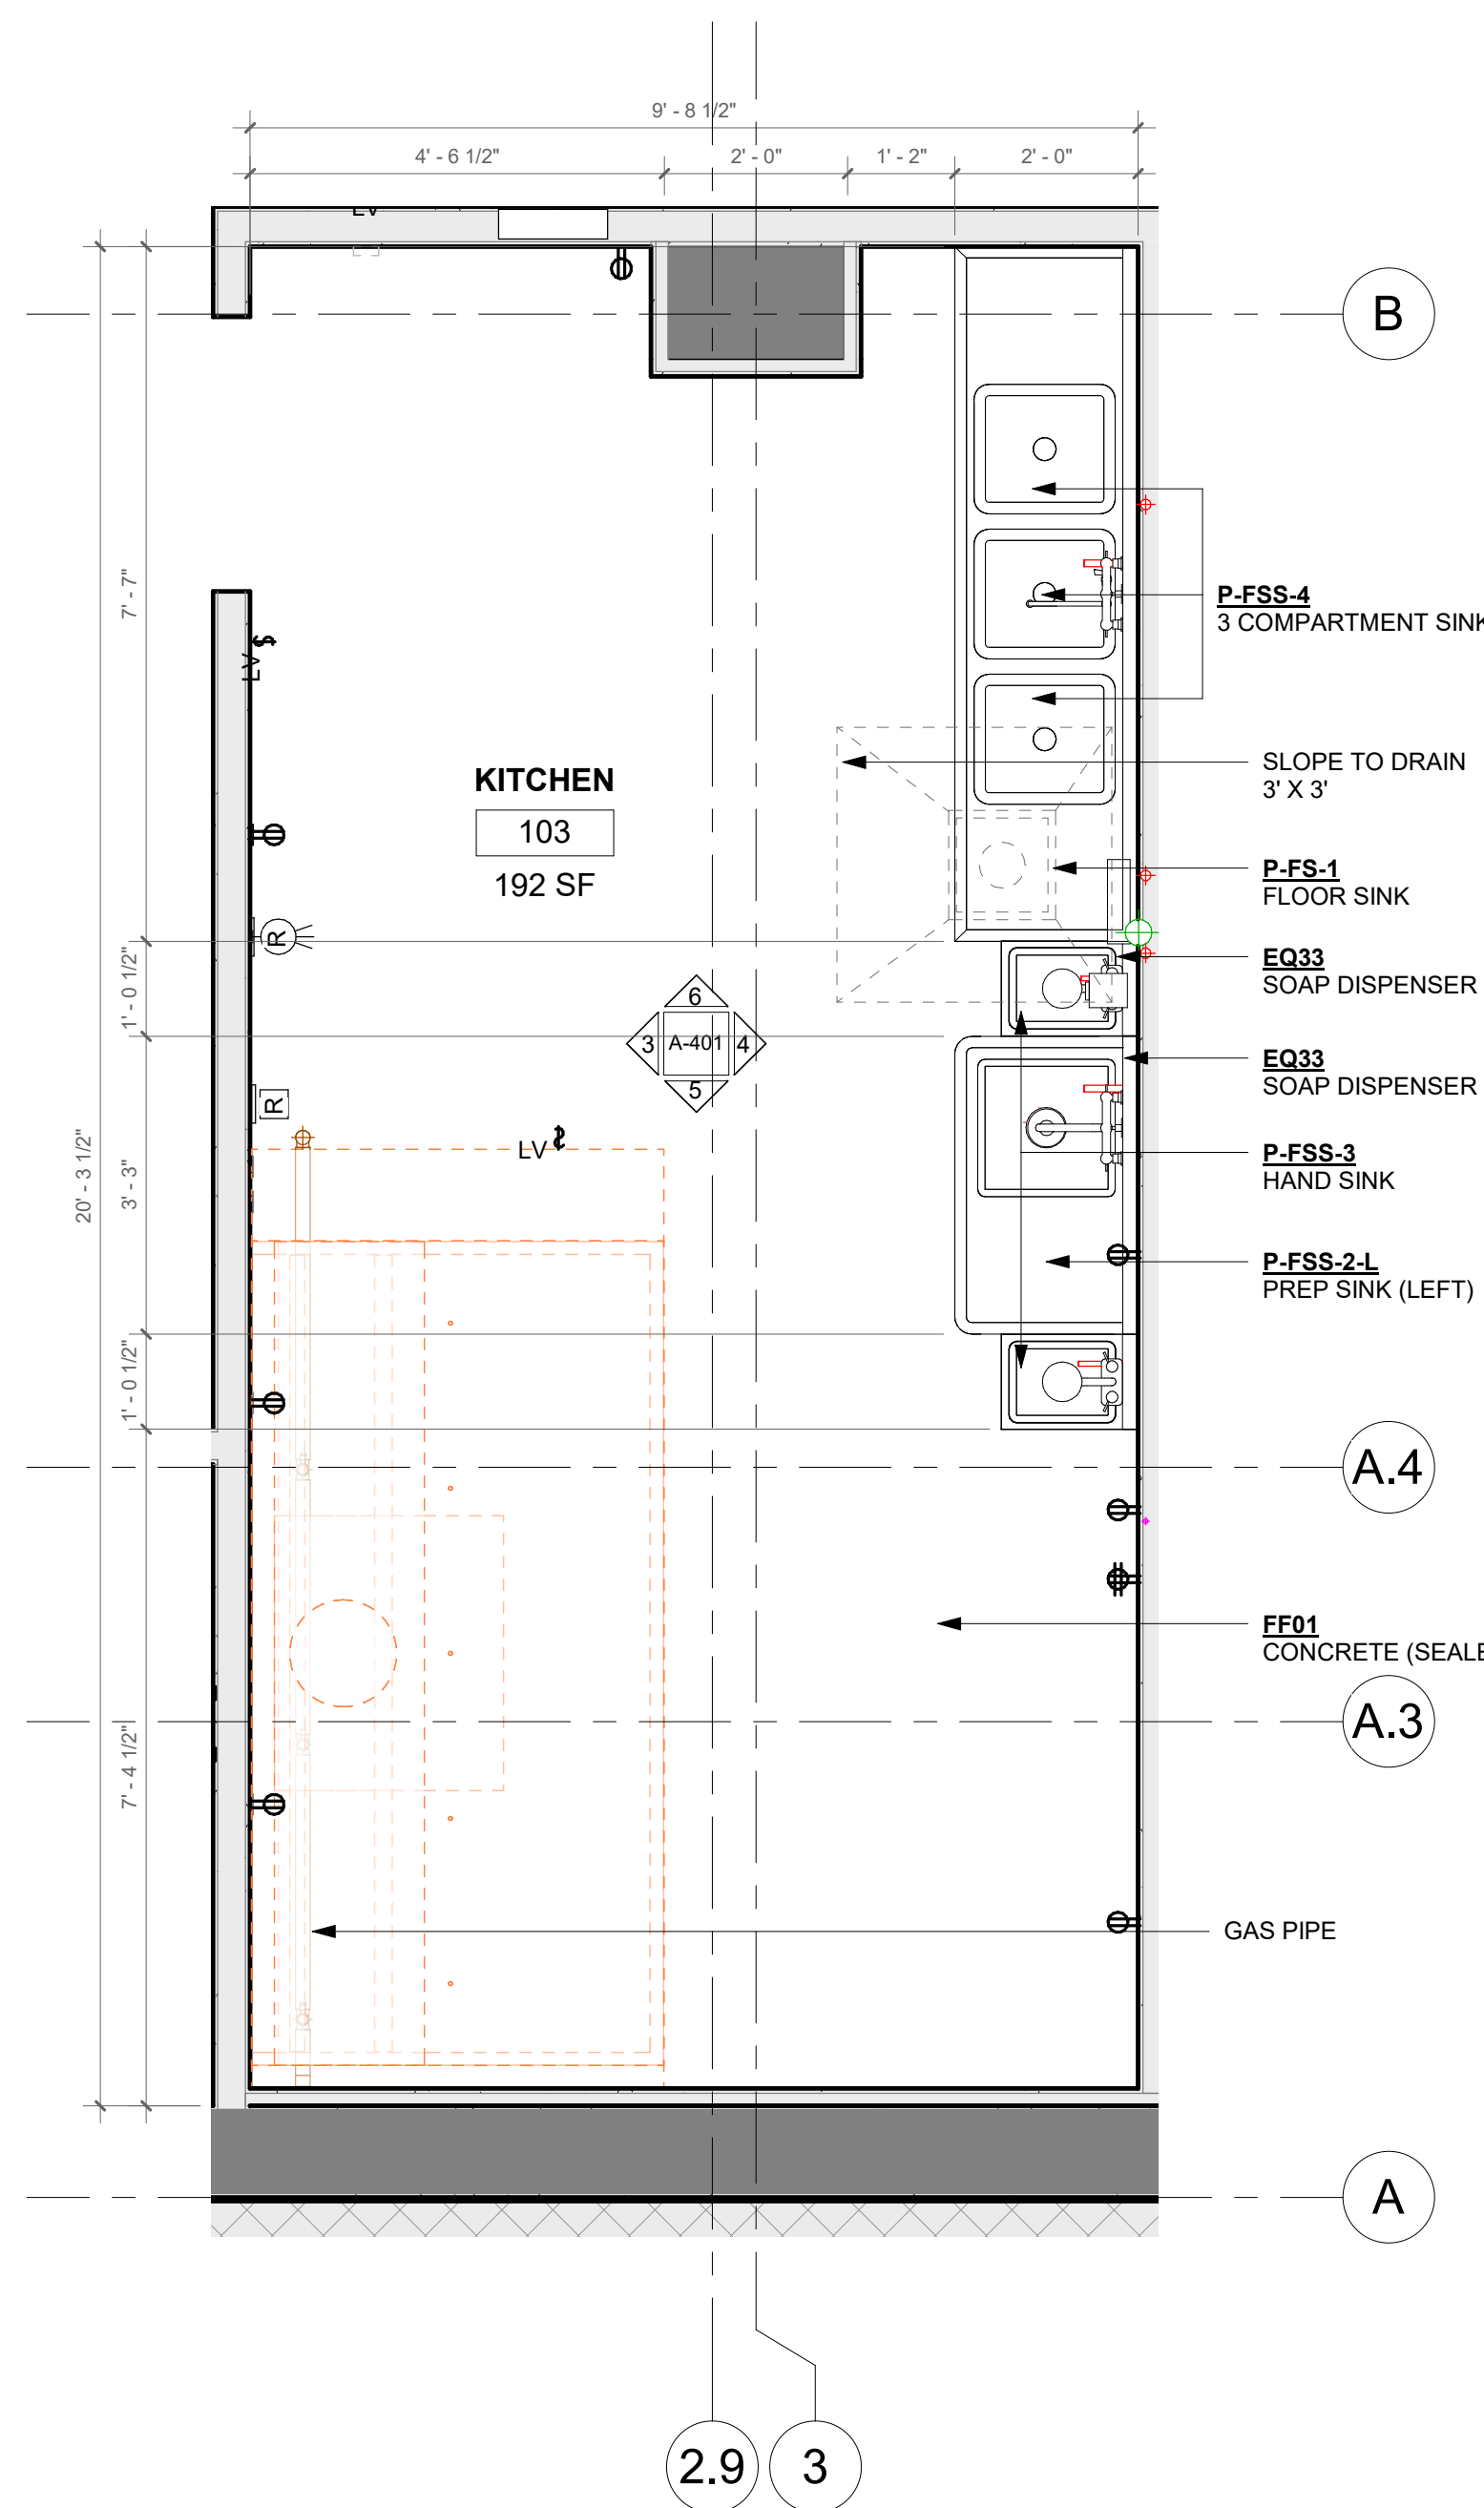 9' - 8 1/2"
4' - 6 1/2"
2' - 0"
1' - 2"
2' - 0"
LV
B
7' - 7"
P-FSS-4
3 COMPARTMENT SINK
LV
KITCHEN
103
192 SF
SLOPE TO DRAIN
3' X 3'
P-FS-1
FLOOR SINK
R
1' - 0 1/2"
EQ33
SOAP DISPENSER
6
3
A-401
4
5
EQ33
SOAP DISPENSER
R
20' - 3 1/2"
3' - 3"
LV
P-FSS-3
HAND SINK
P-FSS-2-L
PREP SINK (LEFT)
1' - 0 1/2"
A.4
FF01
CONCRETE (SEALE
A.3
7' - 4 1/2"
GAS PIPE
A
2.9
3